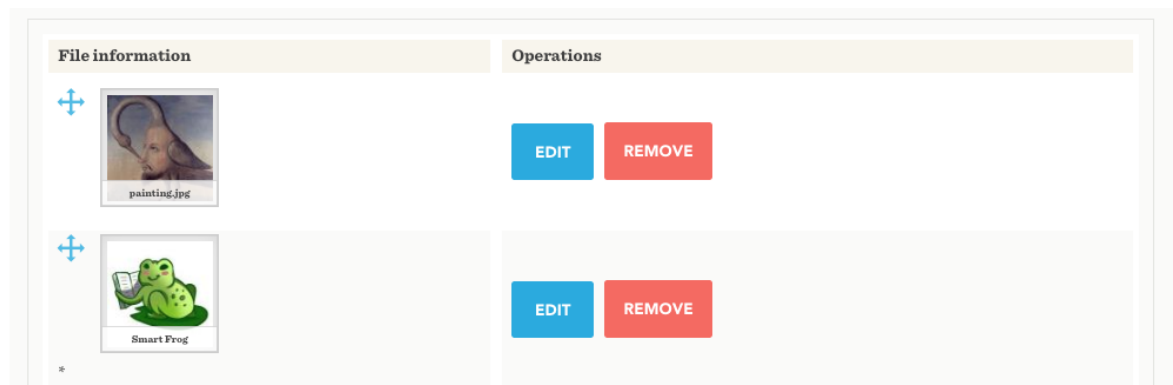 File information
Operations
painting.jpg
EDIT
REMOVE
Smart Frog
EDIT
REMOVE
*